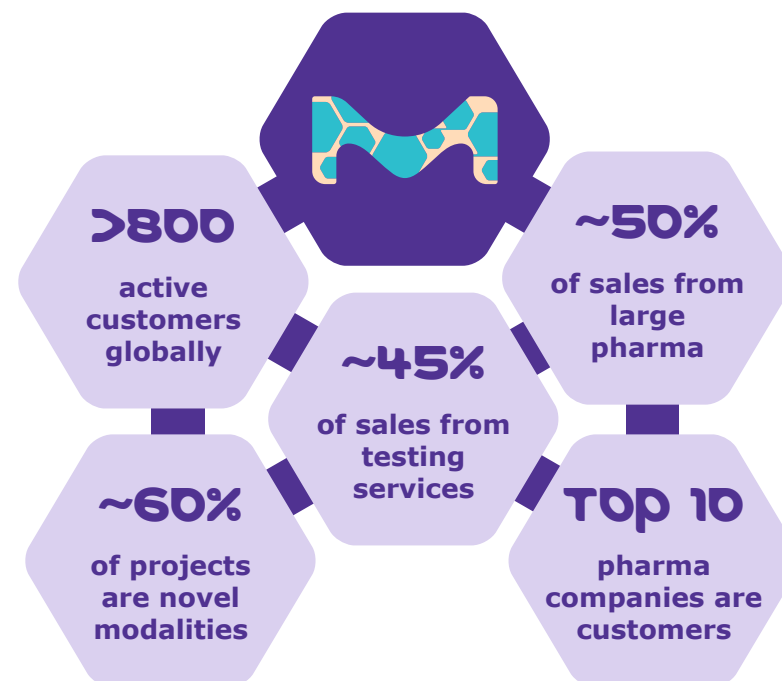 >800
active
customers
globally
~50%
of sales from
large
pharma
~45%
of sales from
testing
services
~60%
of projects
are novel
modalities
TOP 10
pharma
companies are
customers